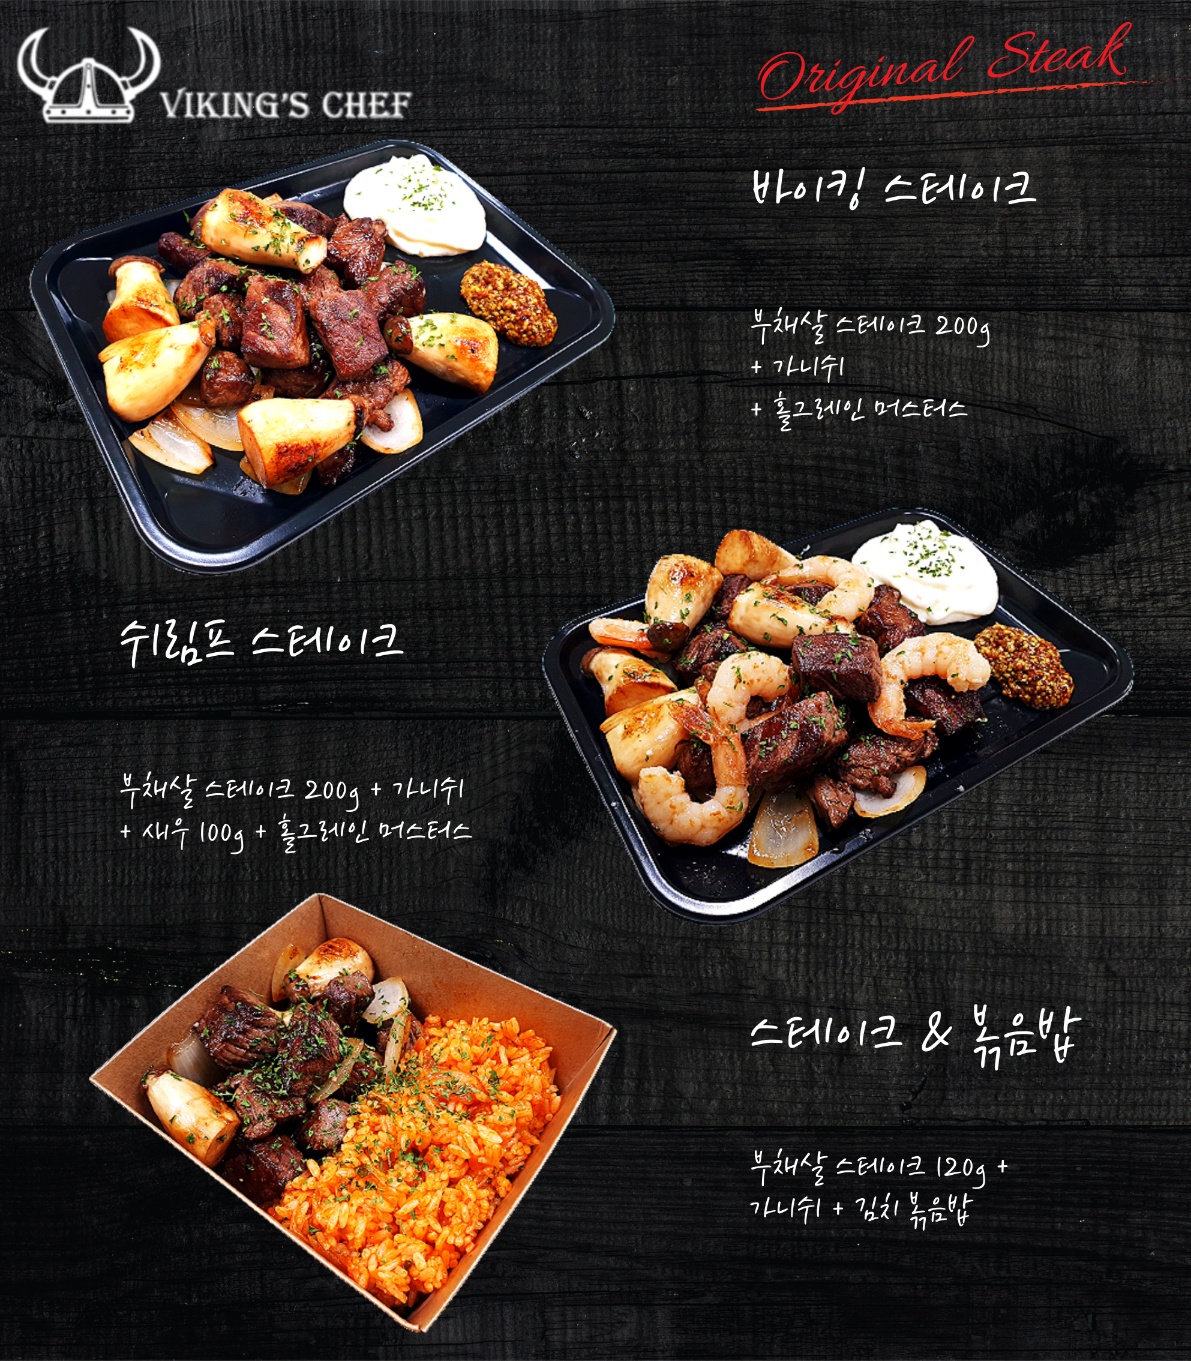 VIKING'S CHEF
Original Steak
바이킹 스테이크
부채살 스테이크 200g
+ 가니쉬
+ 홀그레인 머스터스
쉬림프 스테이크
부채살 스테이크 200g + 가니쉬
+ 새우 100g + 홀그레인 머스터스
스테이크 & 볶음밥
부채살 스테이크 120g +
가니쉬 + 김치 볶음밥